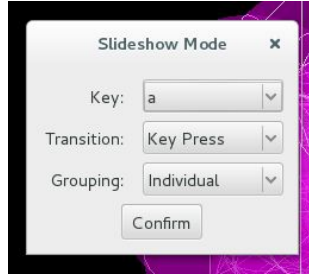 Slideshow Mode ×
Key: a
Transition: Key Press
Grouping: Individual
Confirm